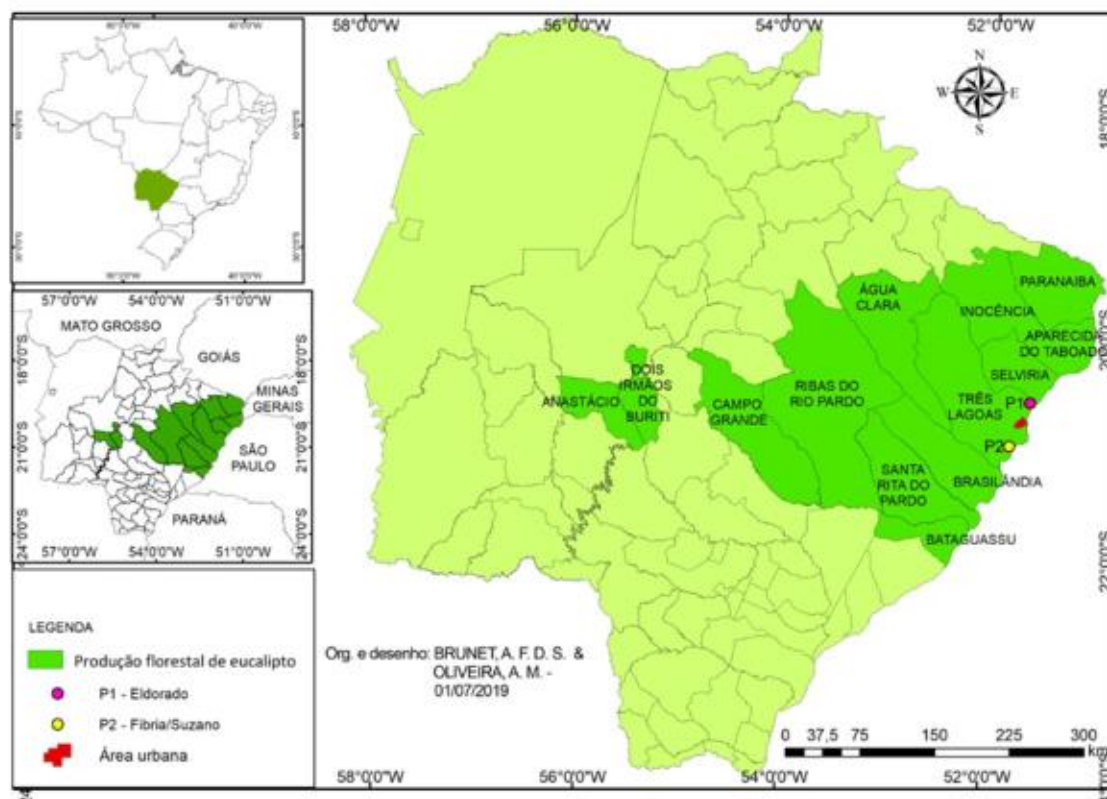 58°0'0"W 56°0'0"W 54°0'0"W 52°0'0"W
N
W E
S
18°0'0"S
57°0'0"W 54°0'0"W 51°0'0"W
MATO GROSSO
GOIÁS
MINAS
GERAIS
SÃO
PAULO
PARANÁ
18°0'0"S
21°0'0"S
24°0'0"S
18°0'0"S
21°0'0"S
24°0'0"S
57°0'0"W 54°0'0"W 51°0'0"W
PARANAIBA
ÁGUA
CLARA
INOCÊNCIA
APARECIDA
DO TABOADO
SELVIRIA
DOIS
IRMÃOS
DO
BURITI
ANASTÁCIO
CAMPO
GRANDE
RIBAS DO
RIO PARDO
TRÊS
LAGOAS
P1
P2
SANTA
RITA DO
PARDO
BRASILÂNDIA
BATAGUASSU
22°0'0"S
LEGENDA
Produção florestal de eucalipto
P1 - Eldorado
P2 - Fibria/Suzano
Área urbana
Org. e desenho: BRUNET, A. F. D. S. &
OLIVEIRA, A. M. -
01/07/2019
0 37,5 75 150 225 300
km
58°0'0"W 56°0'0"W 54°0'0"W 52°0'0"W